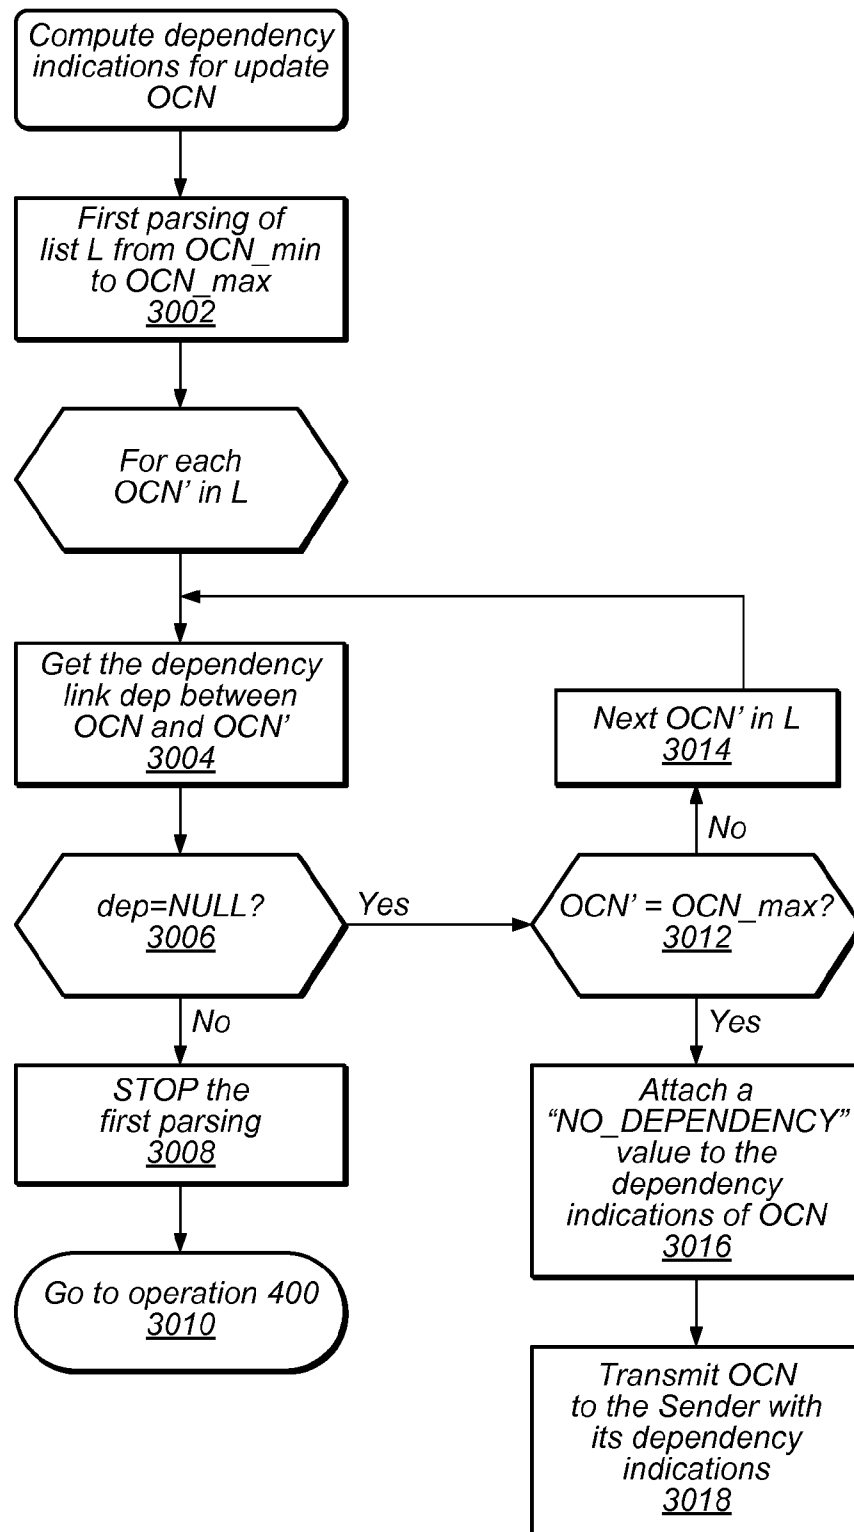 Compute dependency
indications for update
OCN
First parsing of
list L from OCN_min
to OCN_max
3002
For each
OCN’ in L
Get the dependency
link dep between
OCN and OCN’
3004
Next OCN’ in L
3014
No
dep=NULL?
3006
Yes
OCN’ = OCN_max?
3012
No
Yes
STOP the
first parsing
3008
Attach a
“NO_DEPENDENCY”
value to the
dependency
indications of OCN
3016
Go to operation 400
3010
Transmit OCN
to the Sender with
its dependency
indications
3018